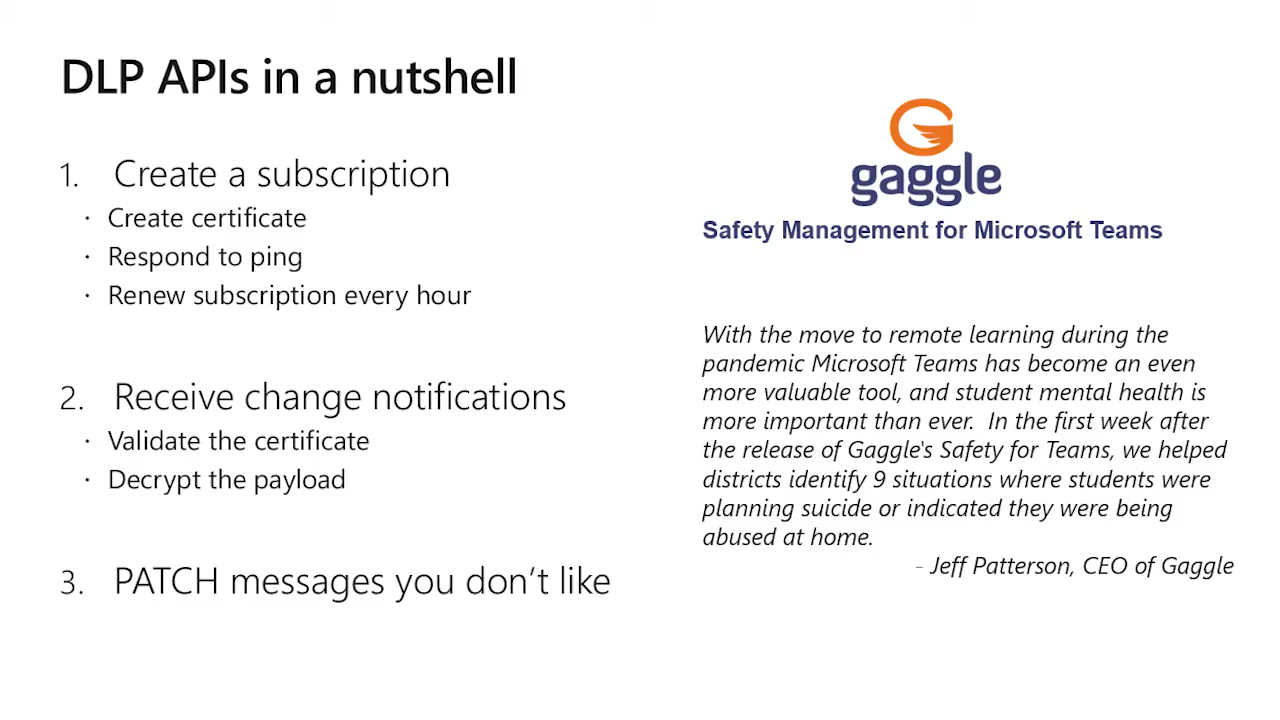 DLP APIs in a nutshell
1. Create a subscription
· Create certificate
· Respond to ping
· Renew subscription every hour
2. Receive change notifications
· Validate the certificate
· Decrypt the payload
3. PATCH messages you don’t like
gaggle
Safety Management for Microsoft Teams
With the move to remote learning during the
pandemic Microsoft Teams has become an even
more valuable tool, and student mental health is
more important than ever.  In the first week after
the release of Gaggle's Safety for Teams, we helped
districts identify 9 situations where students were
planning suicide or indicated they were being
abused at home.
- Jeff Patterson, CEO of Gaggle